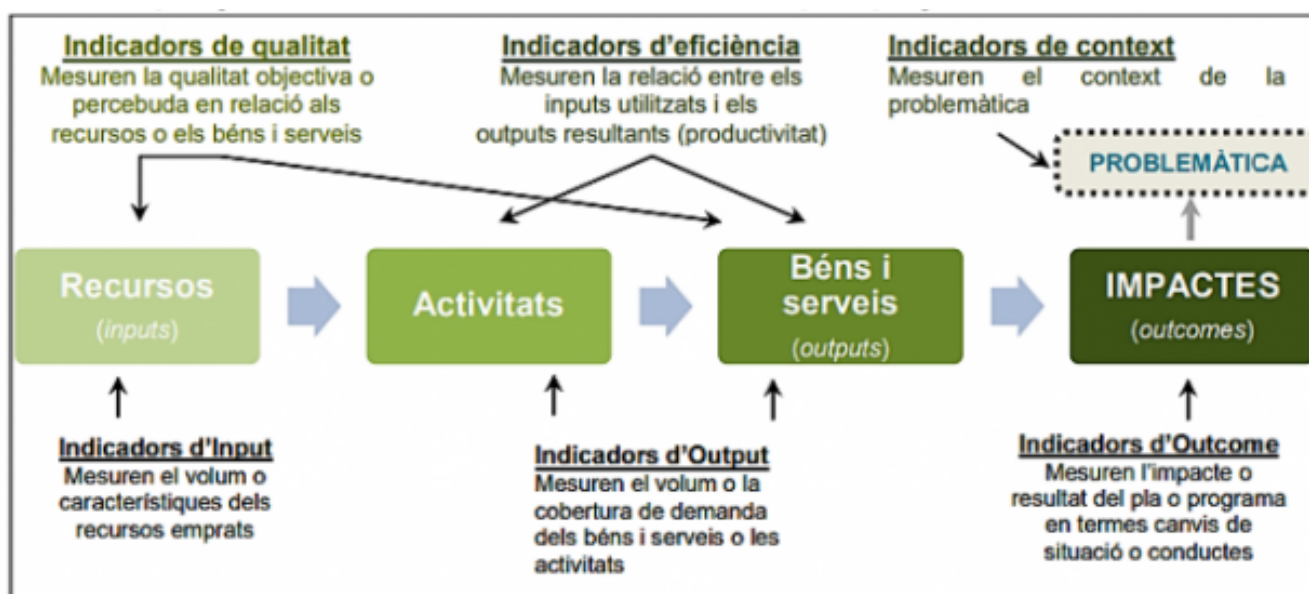 Indicadors de qualitat
Mesuren la qualitat objectiva o
percebuda en relació als
recursos o els béns i serveis
Indicadors d'eficiència
Mesuren la relació entre els
inputs utilitzats i els
outputs resultants (productivitat)
Indicadors de context
Mesuren el context de la
problemàtica
PROBLEMÀTICA
Recursos
(inputs)
Activitats
Béns i
serveis
(outputs)
IMPACTES
(outcomes)
Indicadors d'Input
Mesuren el volum o
característiques dels
recursos emprats
Indicadors d'Output
Mesuren el volum o la
cobertura de demanda
dels béns i serveis o les
activitats
Indicadors d'Outcome
Mesuren l'impacte o
resultat del pla o programa
en termes canvis de
situació o conductes